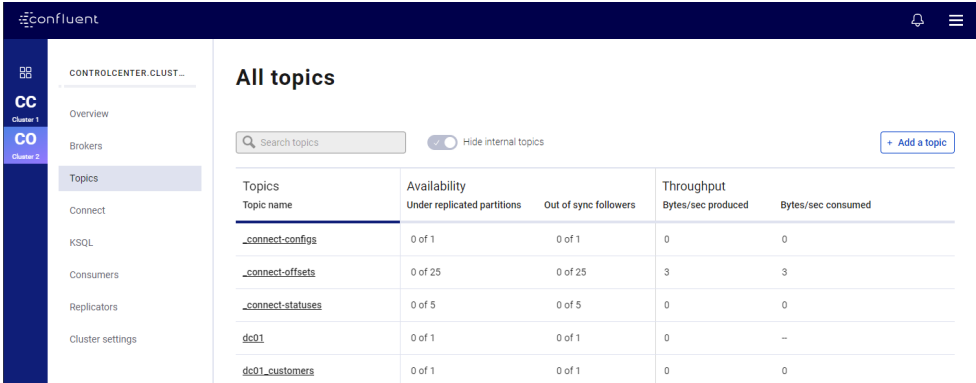 confluent
CC
Cluster 1
CO
Cluster 2
CONTROLCENTER.CLUST...
Overview
Brokers
Topics
Connect
KSQL
Consumers
Replicators
Cluster settings
All topics
Search topics
Hide internal topics
+ Add a topic
Topics Availability Throughput
Topic name Under replicated partitions Out of sync followers Bytes/sec produced Bytes/sec consumed
_connect-configs 0 of 1 0 of 1 0 0
_connect-offsets 0 of 25 0 of 25 3 3
_connect-statuses 0 of 5 0 of 5 0 0
dc01 0 of 1 0 of 1 0 --
dc01_customers 0 of 1 0 of 1 0 0